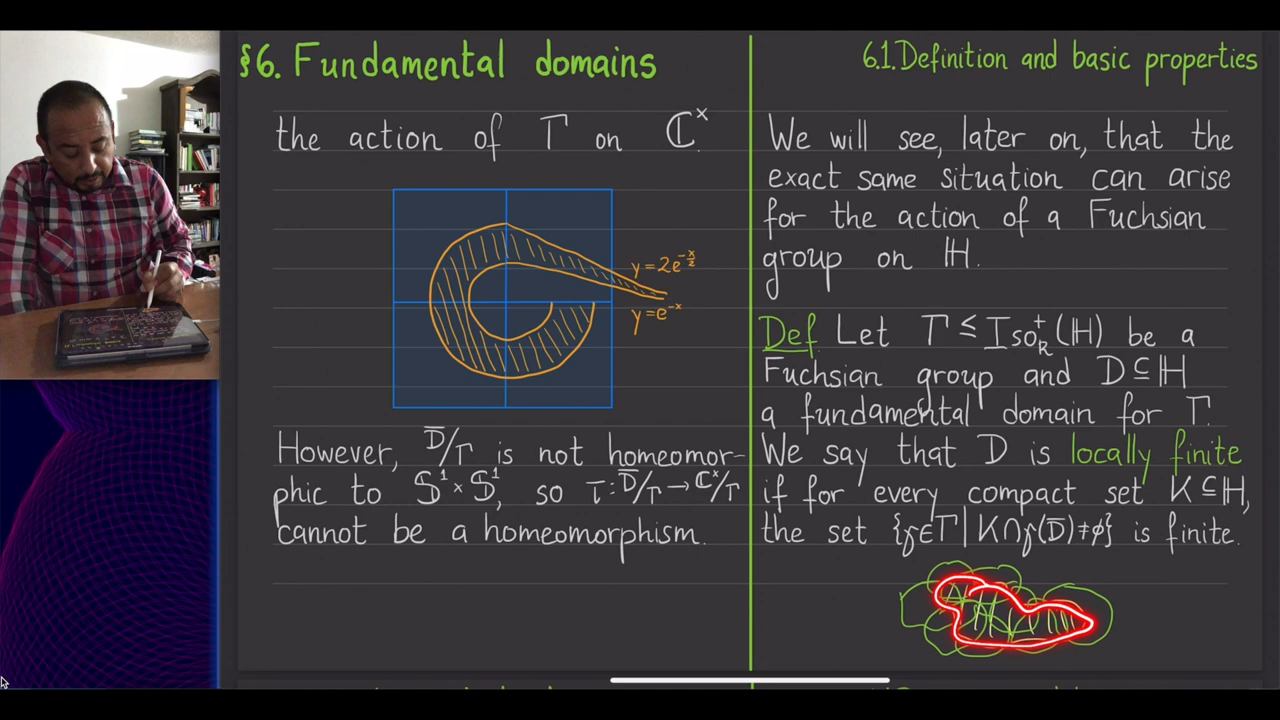 §6. Fundamental domains
the action of Γ on ℂ^×.
y=2e^{-x/2}
y=e^{-x}
However, D̄/Γ is not homeomor-
phic to 𝕊¹×𝕊¹, so τ: D̄/Γ → ℂ^×/Γ
cannot be a homeomorphism.
6.1. Definition and basic properties
We will see, later on, that the
exact same situation can arise
for the action of a Fuchsian
group on ℍ.
Def Let Γ ≤ Iso⁺_R(ℍ) be a
Fuchsian group and D⊆ℍ
a fundamental domain for Γ.
We say that D is locally finite
if for every compact set K⊆ℍ,
the set {γ∈Γ | K∩γ(D̄)≠φ} is finite.